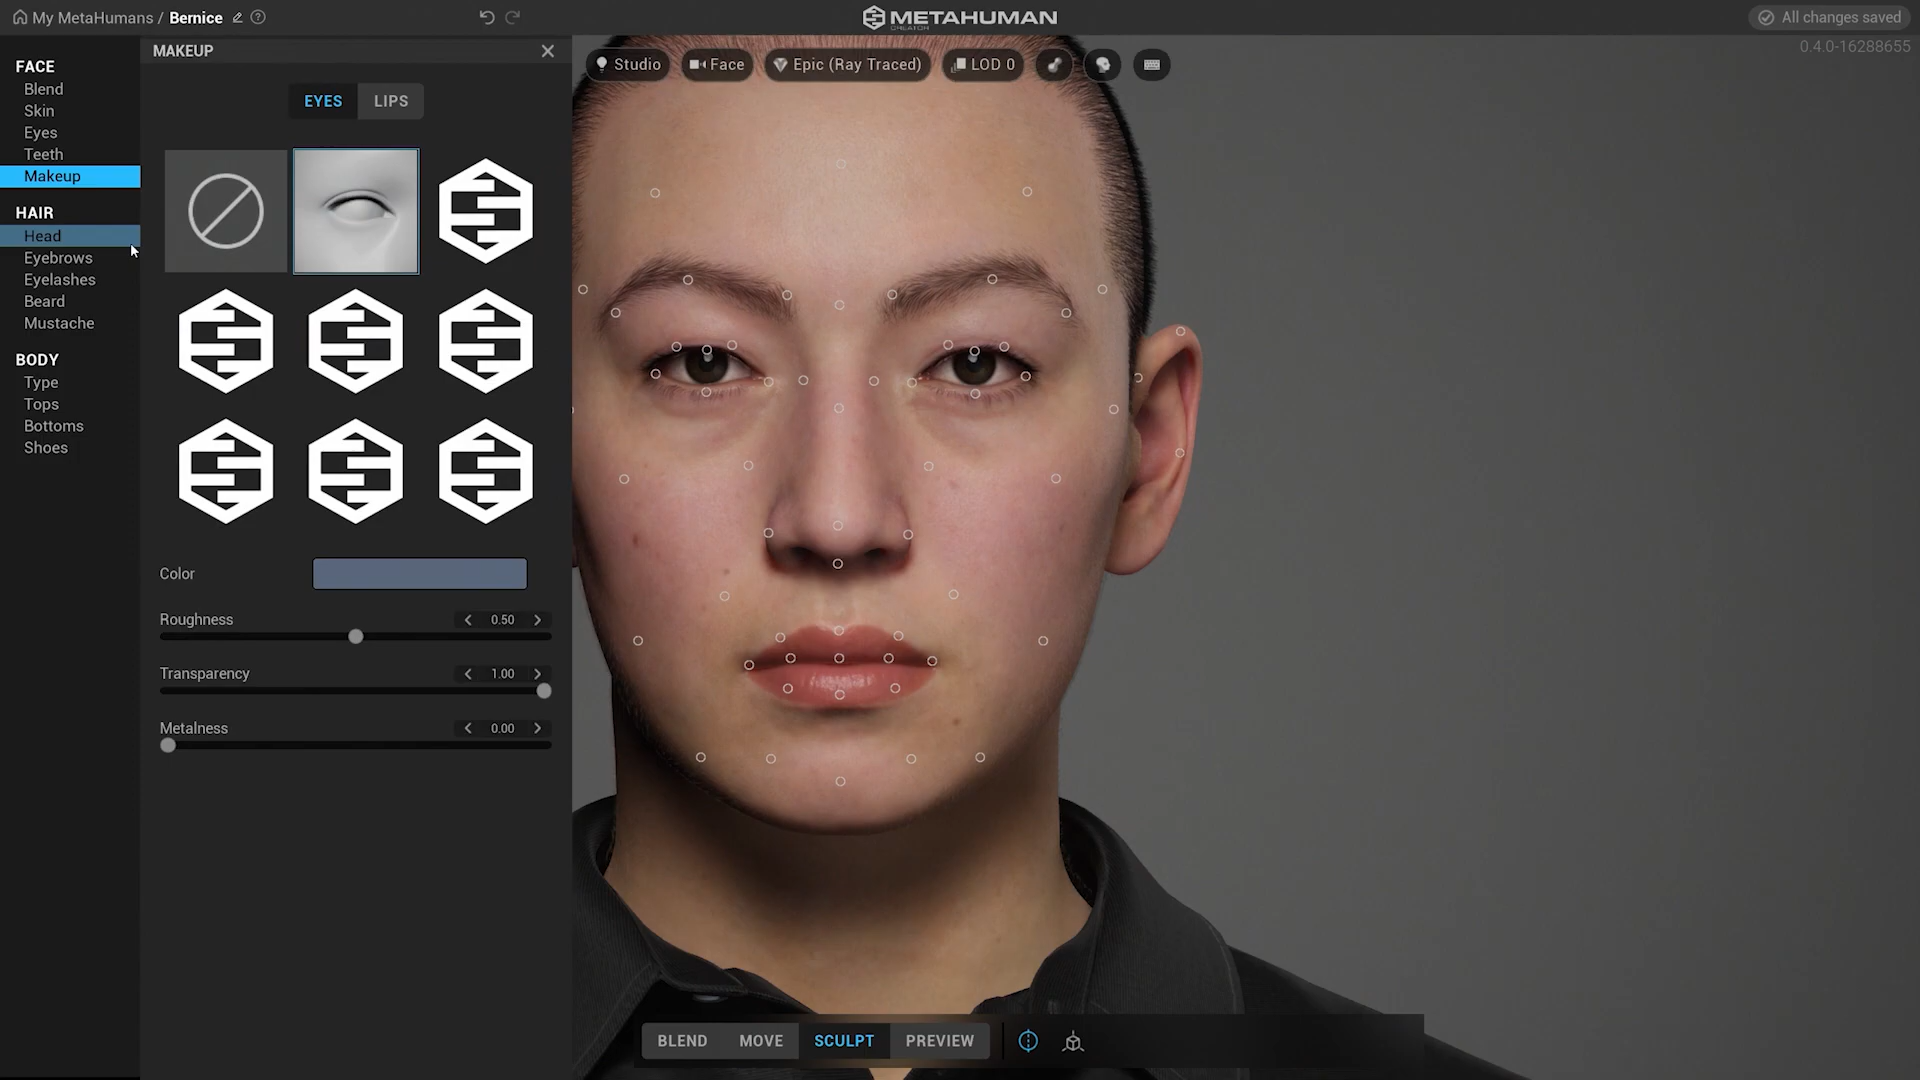 My MetaHumans / Bernice
METAHUMAN
CREATOR
All changes saved
0.4.0-16288655
FACE
Blend
Skin
Eyes
Teeth
Makeup
HAIR
Head
Eyebrows
Eyelashes
Beard
Mustache
BODY
Type
Tops
Bottoms
Shoes
MAKEUP
EYES
LIPS
Color
Roughness
0.50
Transparency
1.00
Metalness
0.00
Studio
Face
Epic (Ray Traced)
LOD 0
BLEND
MOVE
SCULPT
PREVIEW